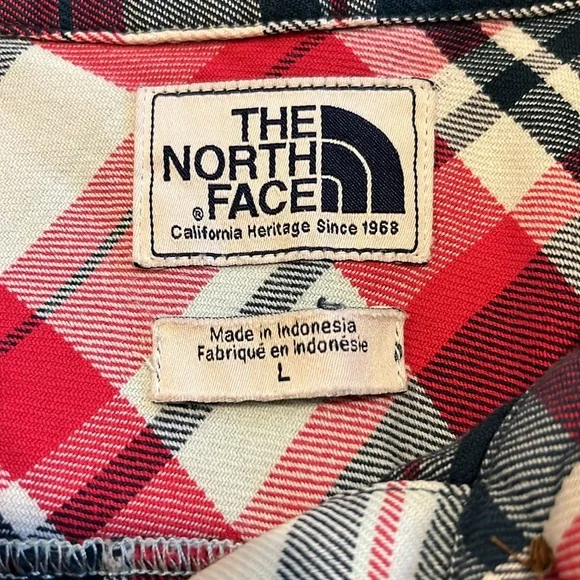 THE
NORTH
FACE
®
California Heritage Since 1968
Made in Indonesia
Fabriqué en Indonésie
L